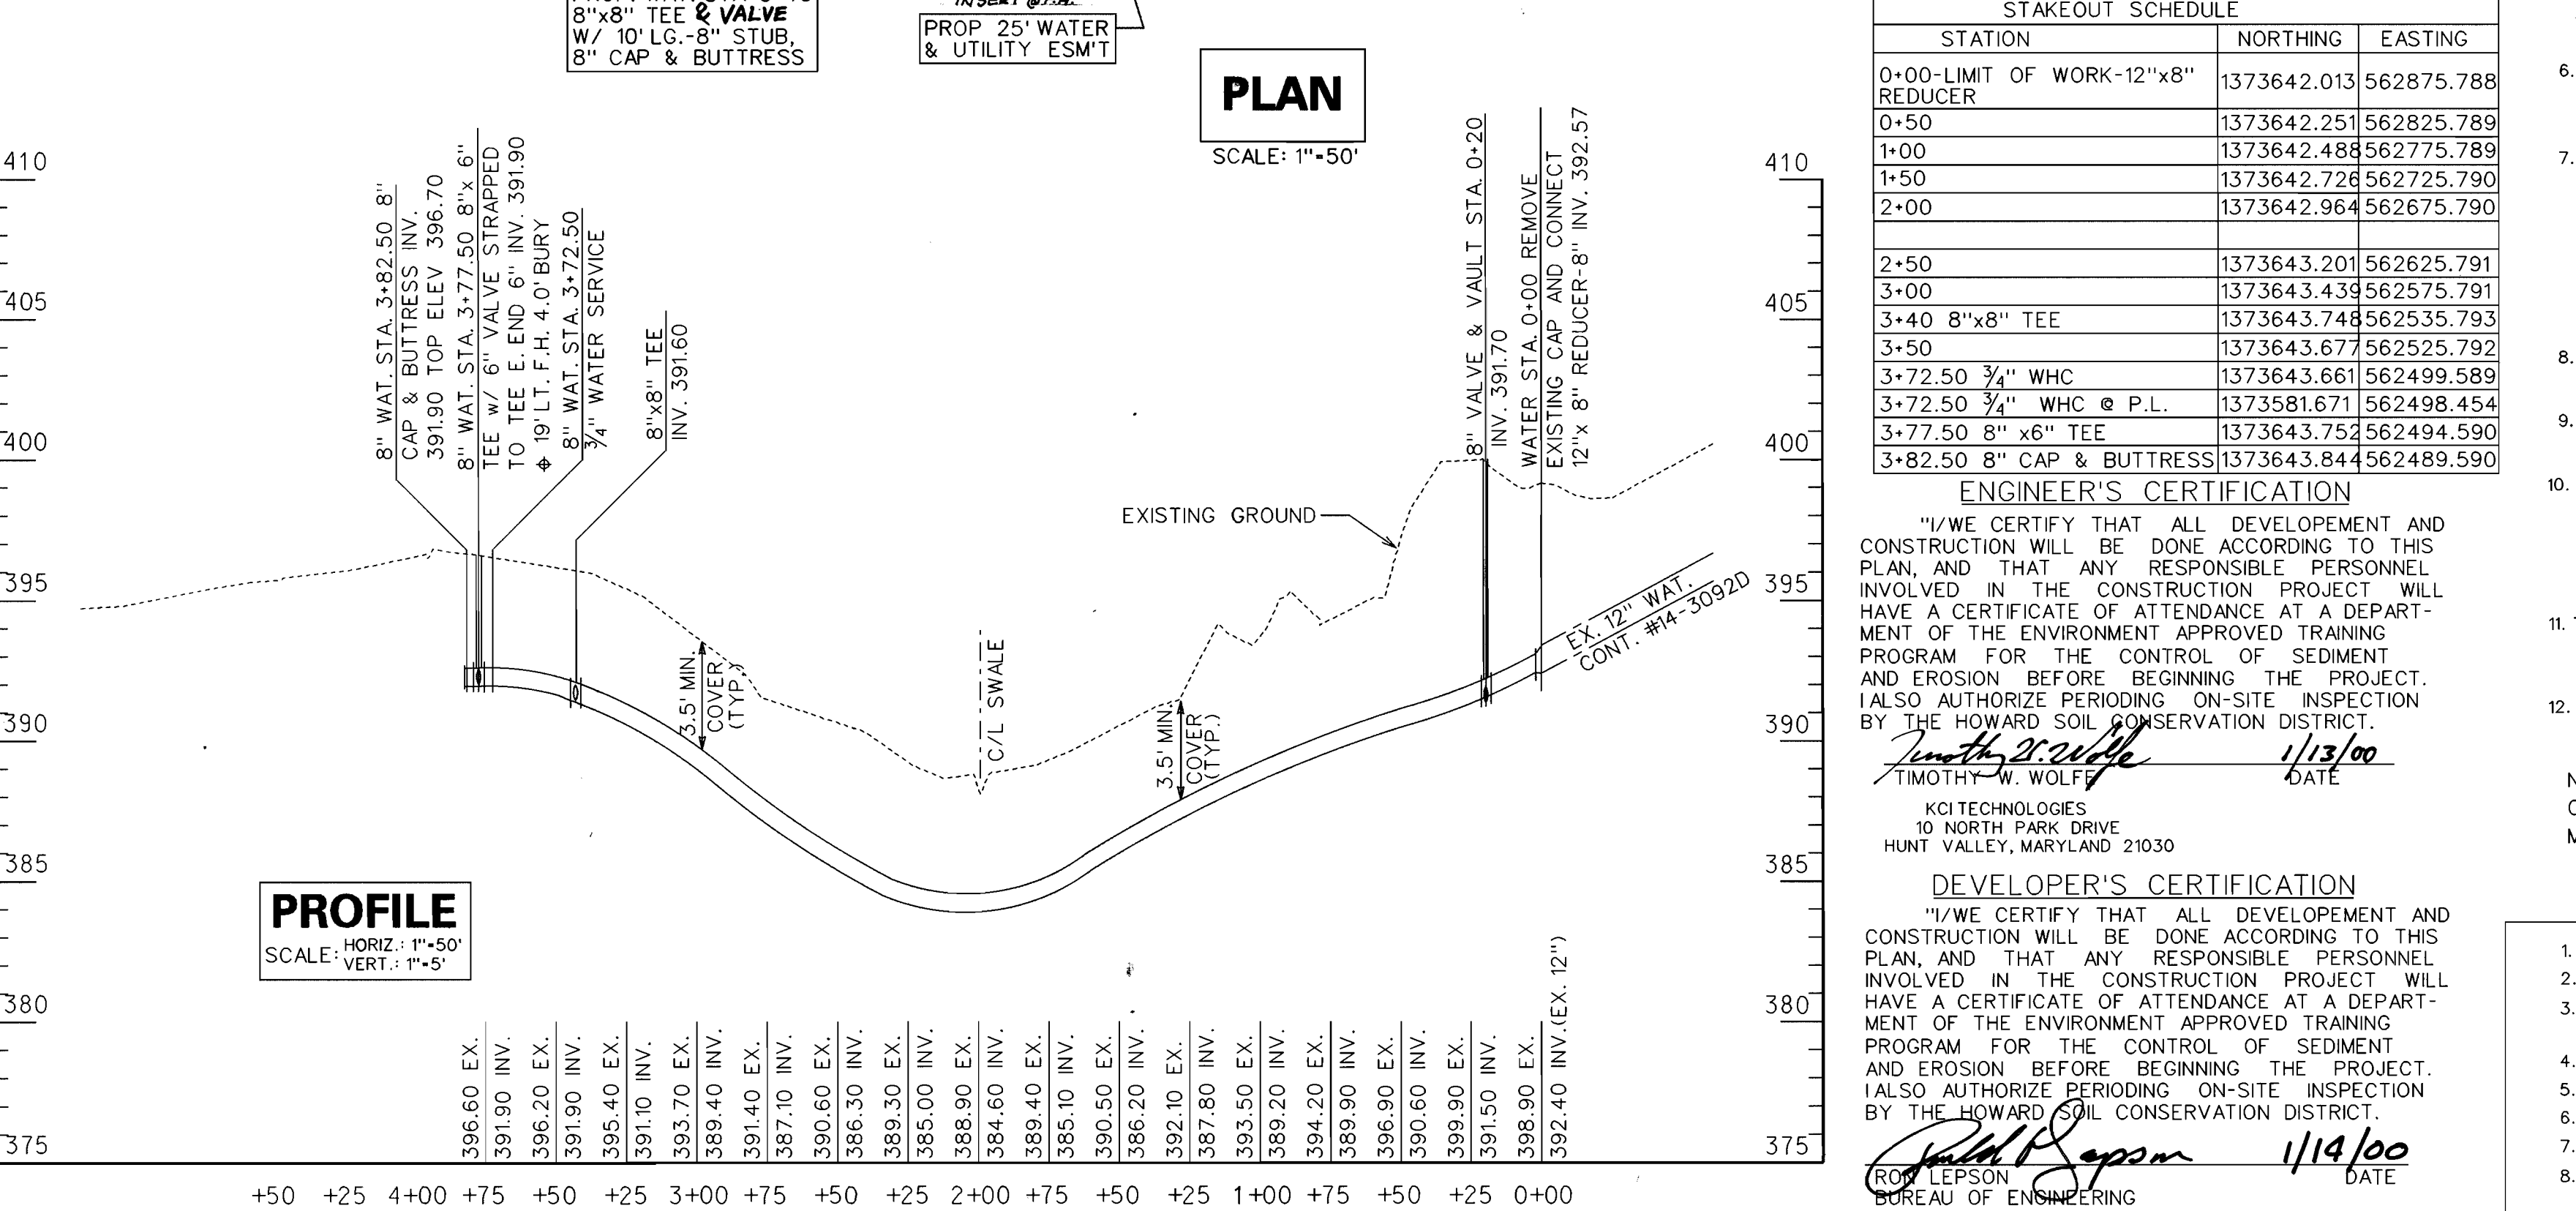 8"x8" TEE & VALVE
W/ 10' LG.-8" STUB,
8" CAP & BUTTRESS
PROP 25' WATER
& UTILITY ESM'T
PLAN
SCALE: 1"=50'
410
405
400
395
390
385
380
375
8" WAT. STA. 3+82.50 8"
CAP & BUTTRESS INV.
391.90 TOP ELEV 396.70
8" WAT. STA. 3+77.50 8"x 6"
TEE w/ 6" VALVE STRAPPED
TO TEE E. END 6" INV. 391.90
19' LT. F.H. 4.0' BURY
8" WAT. STA. 3+72.50
3/4" WATER SERVICE
8"x8" TEE
INV. 391.60
8" VALVE & VAULT STA. 0+20
INV. 391.70
WATER STA. 0+00 REMOVE
EXISTING CAP AND CONNECT
12"x 8" REDUCER-8" INV. 392.57
EXISTING GROUND
3.5' MIN.
COVER
(TYP.)
C/L SWALE
3.5' MIN.
COVER
(TYP.)
EX. 12" WAT.
CONT. #14-3092D
410
405
400
395
390
385
380
375
PROFILE
SCALE: HORIZ.: 1"=50'
VERT.: 1"=5'
396.60 EX.
391.90 INV.
396.20 EX.
391.90 INV.
395.40 EX.
391.10 INV.
393.70 EX.
389.40 INV.
391.40 EX.
387.10 INV.
390.60 EX.
386.30 INV.
389.30 EX.
385.00 INV.
388.90 EX.
384.60 INV.
389.40 EX.
385.10 INV.
390.50 EX.
386.20 INV.
392.10 EX.
387.80 INV.
393.50 EX.
389.20 INV.
394.20 EX.
389.90 INV.
396.90 EX.
390.60 INV.
399.90 EX.
391.50 INV.
398.90 EX.
392.40 INV.(EX. 12")
+50 +25 4+00 +75 +50 +25 3+00 +75 +50 +25 2+00 +75 +50 +25 1+00 +75 +50 +25 0+00
STAKEOUT SCHEDULE
STATION NORTHING EASTING
0+00-LIMIT OF WORK-12"x8" REDUCER 1373642.013 562875.788
0+50 1373642.251 562825.789
1+00 1373642.488 562775.789
1+50 1373642.726 562725.790
2+00 1373642.964 562675.790
2+50 1373643.201 562625.791
3+00 1373643.439 562575.791
3+40 8"x8" TEE 1373643.748 562535.793
3+50 1373643.677 562525.792
3+72.50 3/4" WHC 1373643.661 562499.589
3+72.50 3/4" WHC @ P.L. 1373581.671 562498.454
3+77.50 8" x6" TEE 1373643.752 562494.590
3+82.50 8" CAP & BUTTRESS 1373643.844 562489.590
ENGINEER'S CERTIFICATION
"I/WE CERTIFY THAT ALL DEVELOPEMENT AND
CONSTRUCTION WILL BE DONE ACCORDING TO THIS
PLAN, AND THAT ANY RESPONSIBLE PERSONNEL
INVOLVED IN THE CONSTRUCTION PROJECT WILL
HAVE A CERTIFICATE OF ATTENDANCE AT A DEPART-
MENT OF THE ENVIRONMENT APPROVED TRAINING
PROGRAM FOR THE CONTROL OF SEDIMENT
AND EROSION BEFORE BEGINNING THE PROJECT.
I ALSO AUTHORIZE PERIODING ON-SITE INSPECTION
BY THE HOWARD SOIL CONSERVATION DISTRICT.
Timothy W. Wolfe 1/13/00
TIMOTHY W. WOLFE DATE
KCI TECHNOLOGIES
10 NORTH PARK DRIVE
HUNT VALLEY, MARYLAND 21030
DEVELOPER'S CERTIFICATION
"I/WE CERTIFY THAT ALL DEVELOPEMENT AND
CONSTRUCTION WILL BE DONE ACCORDING TO THIS
PLAN, AND THAT ANY RESPONSIBLE PERSONNEL
INVOLVED IN THE CONSTRUCTION PROJECT WILL
HAVE A CERTIFICATE OF ATTENDANCE AT A DEPART-
MENT OF THE ENVIRONMENT APPROVED TRAINING
PROGRAM FOR THE CONTROL OF SEDIMENT
AND EROSION BEFORE BEGINNING THE PROJECT.
I ALSO AUTHORIZE PERIODING ON-SITE INSPECTION
BY THE HOWARD SOIL CONSERVATION DISTRICT.
1/14/00
RON LEPSON DATE
BUREAU OF ENGINEERING
6.
7.
8.
9.
10.
11.
12.
1.
2.
3.
4.
5.
6.
7.
8.